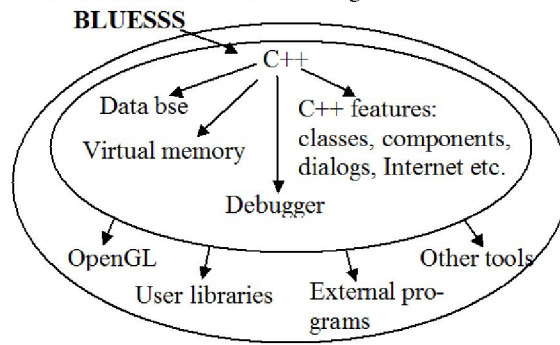 BLUESSS
C++
Data bse
Virtual memory
C++ features:
classes, components,
dialogs, Internet etc.
Debugger
OpenGL
User libraries
External pro-
grams
Other tools